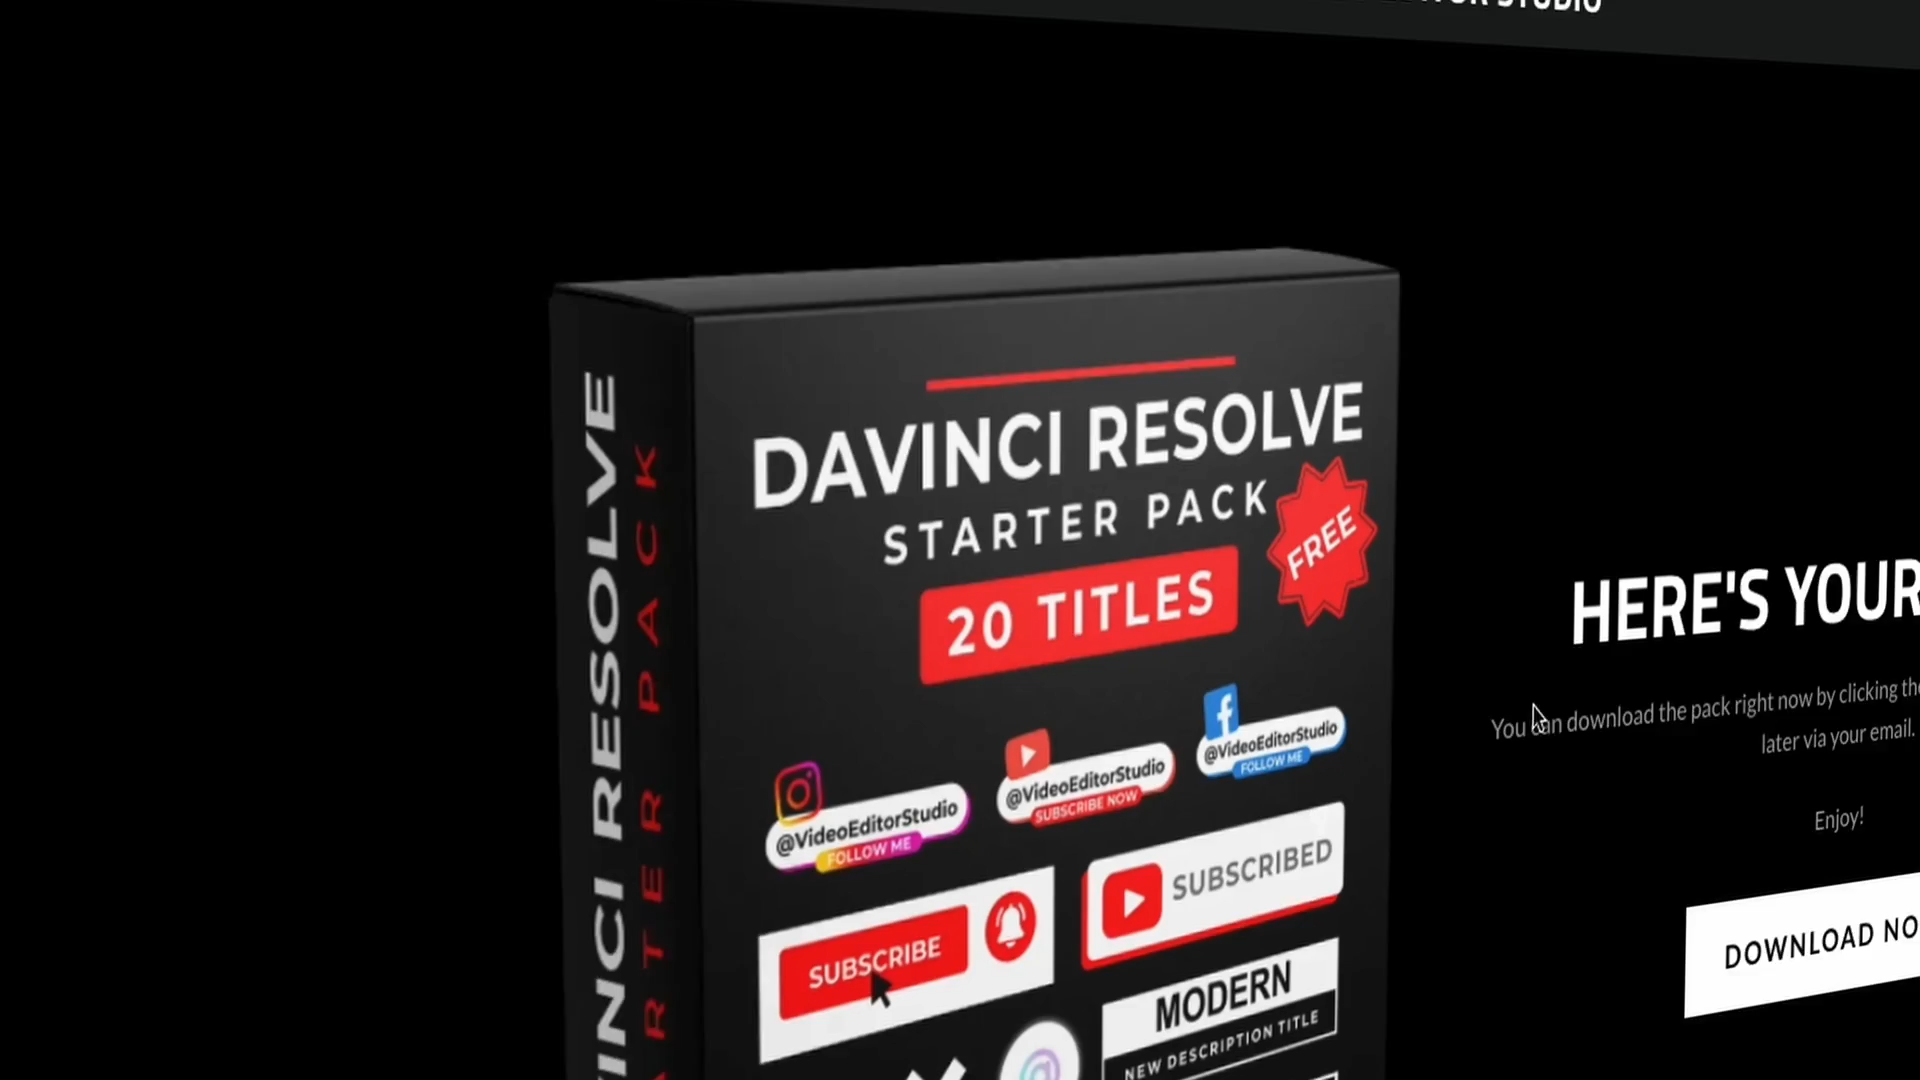 STUDIO
DAVINCI RESOLVE
STARTER PACK
FREE
20 TITLES
@VideoEditorStudio
FOLLOW ME
@VideoEditorStudio
SUBSCRIBE NOW
@VideoEditorStudio
FOLLOW ME
SUBSCRIBE
SUBSCRIBED
MODERN
NEW DESCRIPTION TITLE
RESOLVE
PACK
HERE'S YOUR
You can download the pack right now by clicking the
later via your email.
Enjoy!
DOWNLOAD NO